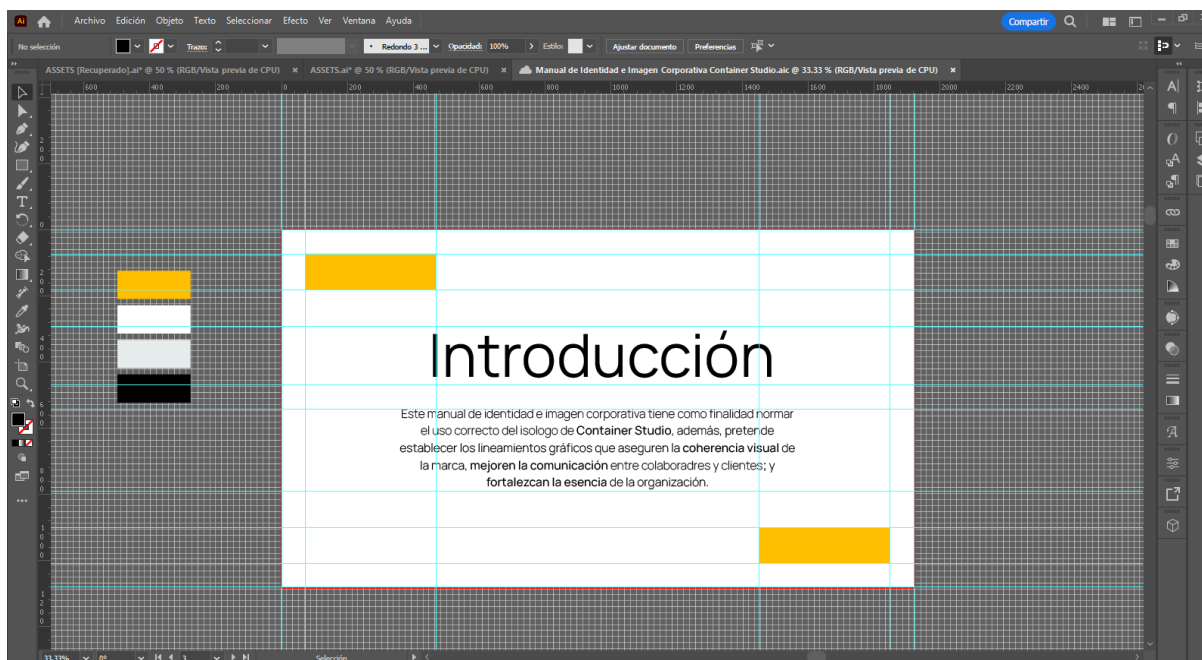 Ai Archivo Edición Objeto Texto Seleccionar Efecto Ver Ventana Ayuda Compartir
No selección Trazo: Redondo 3 ... Opacidad: 100% Estilo: Ajustar documento Preferencias
ASSETS [Recuperado].ai* @ 50 % (RGB/Vista previa de CPU) × ASSETS.ai* @ 50 % (RGB/Vista previa de CPU) × Manual de Identidad e Imagen Corporativa Container Studio.aic @ 33.33 % (RGB/Vista previa de CPU) ×
600 400 200 0 200 400 600 800 1000 1200 1400 1600 1800 2000 2200 2400
Introducción
Este manual de identidad e imagen corporativa tiene como finalidad normar
el uso correcto del isologo de Container Studio, además, pretende
establecer los lineamientos gráficos que aseguren la coherencia visual de
la marca, mejoren la comunicación entre colaboradres y clientes; y
fortalezcan la esencia de la organización.
33.33% 0° 3 Selección